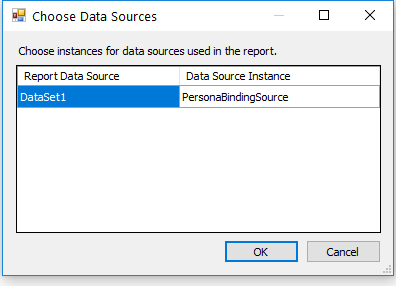 Choose Data Sources
Choose instances for data sources used in the report.
Report Data Source Data Source Instance
DataSet1 PersonaBindingSource
OK Cancel